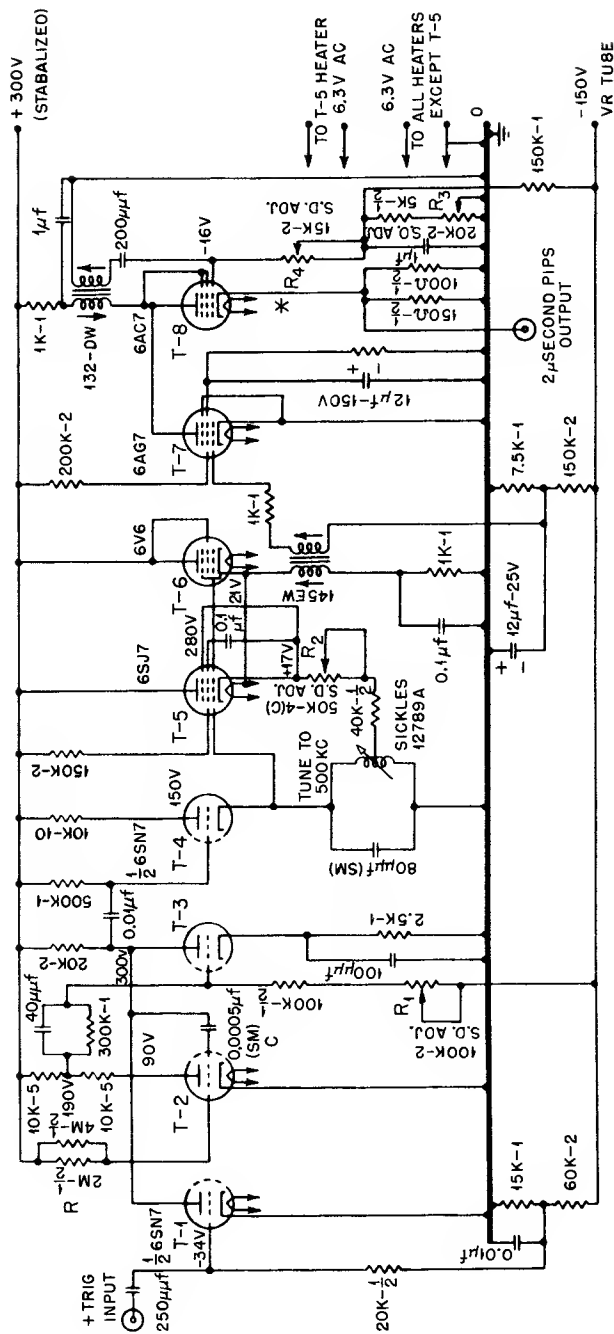 +300V
(STABALIZED)
TO T-5 HEATER
6.3V AC
6.3V AC
TO ALL HEATERS
EXCEPT T-5
0
-150V
VR TUBE
1μf
1K-1
132-DW
200μμf
-16V
6AC7
T-8
*
15K-2
S.D. ADJ.
R4
5K-½
R3
20K-2 S.D. ADJ
1μf
100Ω-½
150Ω-½
150K-1
2μSECOND PIPS
OUTPUT
200K-2
6AG7
T-7
+
-
12μf-150V
1K-1
7.5K-1
150K-2
6V6
T-6
21V
145EW
1K-1
0.1μf
+
-
12μf-25V
6SJ7
T-5
280V
0.1
μf
+17V
R2
S.D. ADJ.
50K-4(C)
40K-½
SICKLES
12789A
150K-2
TUNE TO
500KC
80μμf(SM)
10K-10
150V
T-4
½6SN7
500K-1
0.01μf
20K-2
300V
T-3
2.5K-1
100μμf
40μμf
300K-1
100K-½
R1
S.D. ADJ.
100K-2
10K-5
190V
10K-5
90V
0.0005μf
(SM)
C
T-2
4M-½
2M-½
R
½6SN7
T-1
-34V
+TRIG
INPUT
250μμf
20K-½
0.01μf
15K-1
60K-2